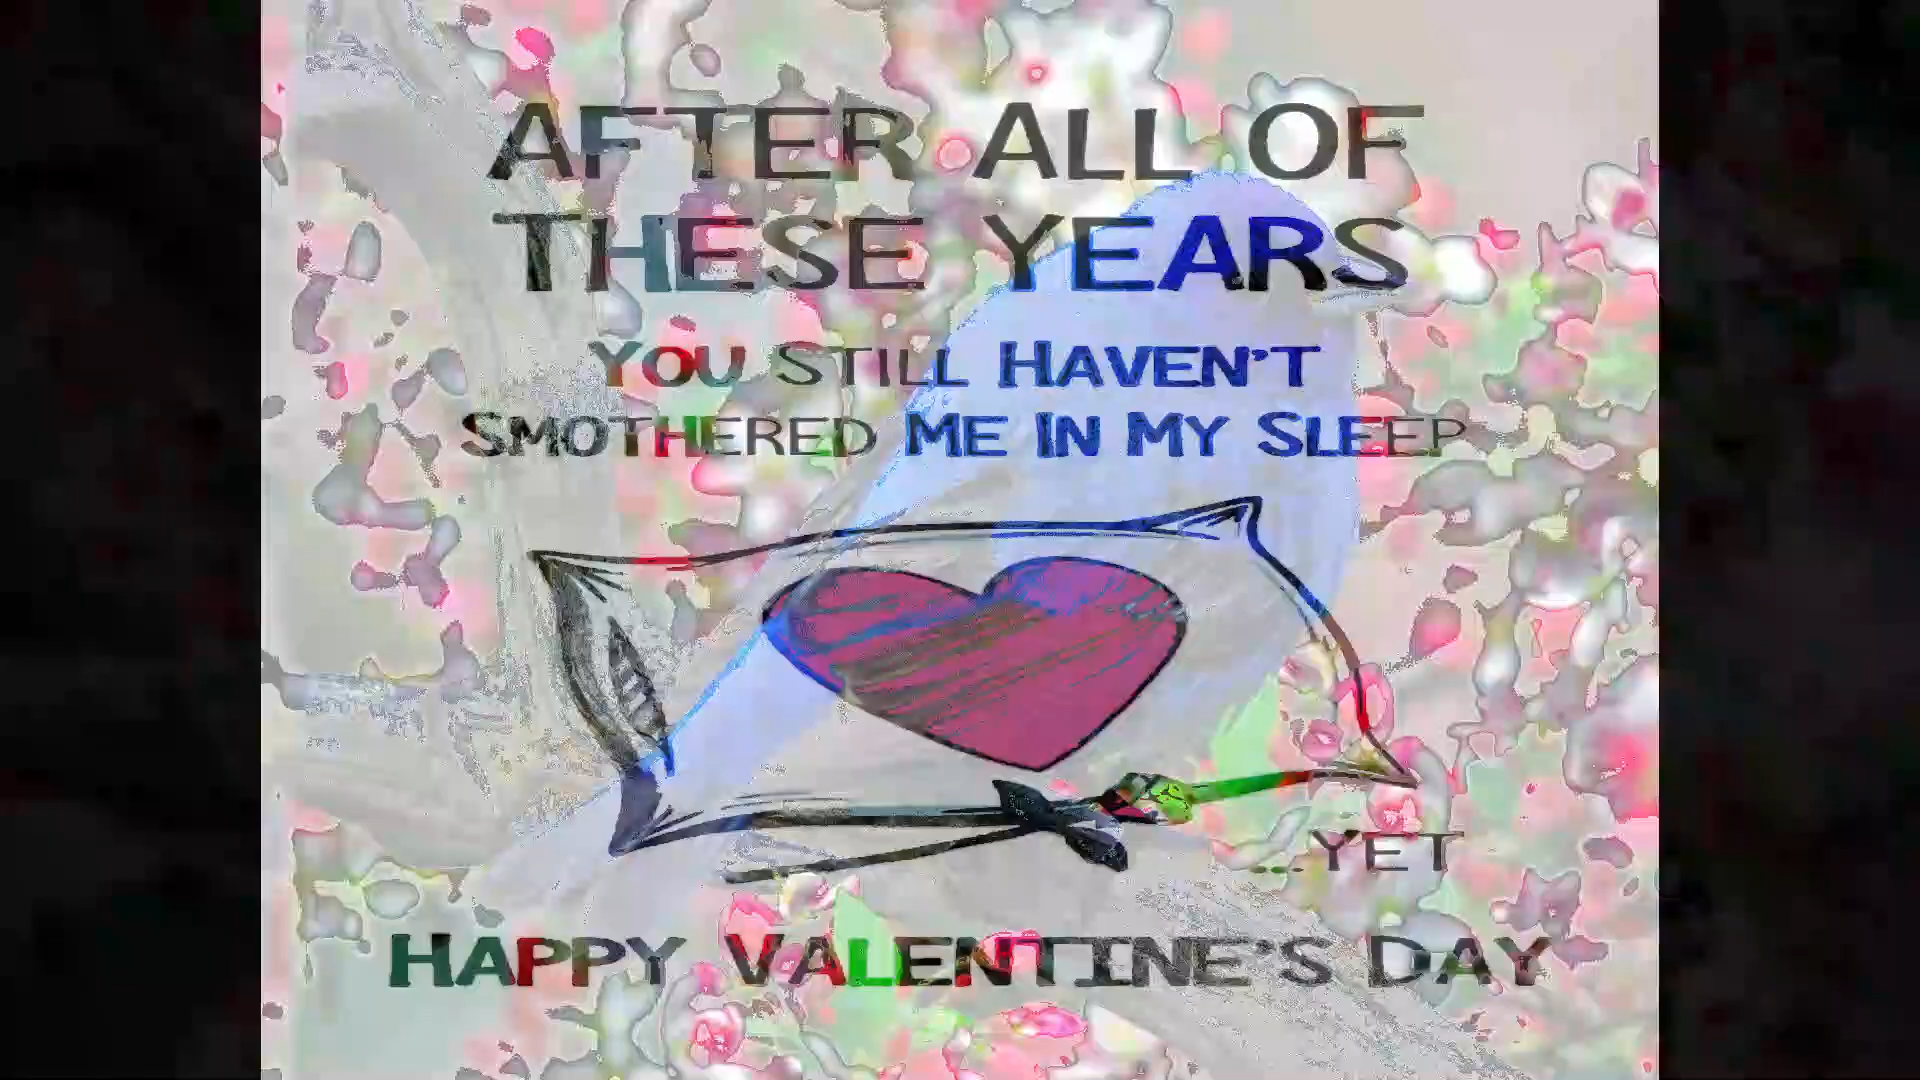 AFTER ALL OF
THESE YEARS
YOU STILL HAVEN'T
SMOTHERED ME IN MY SLEEP
...YET
HAPPY VALENTINE'S DAY